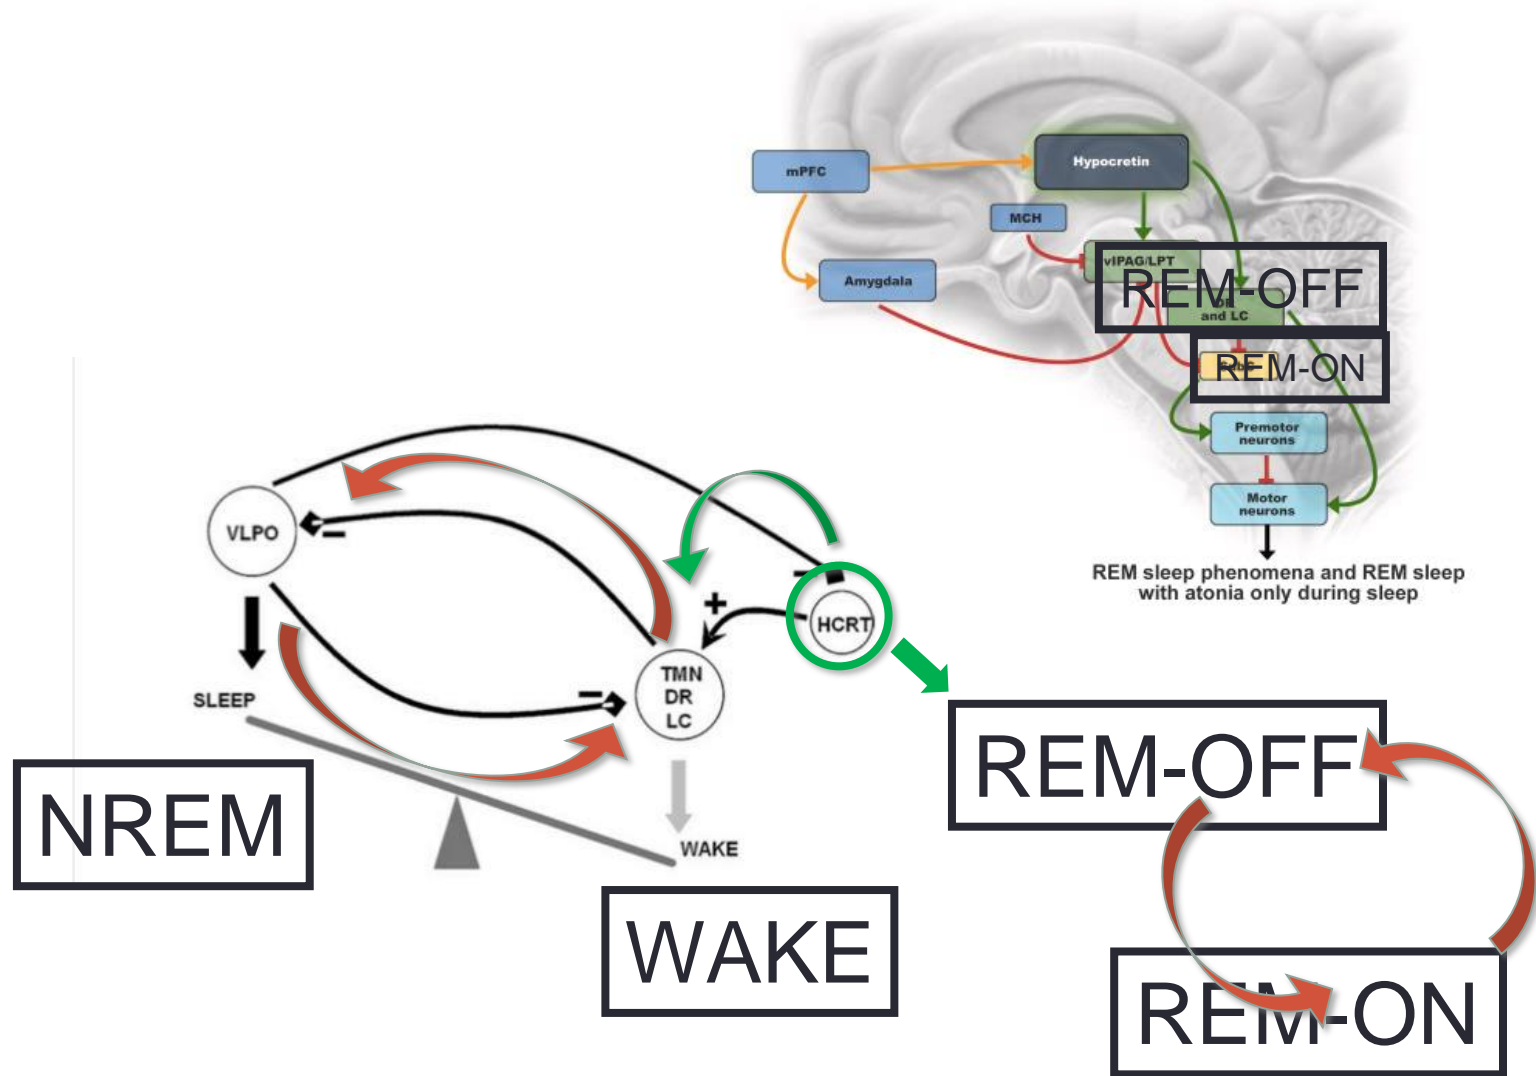 mPFC
Hypocretin
MCH
vlPAG/LPT
REM-OFF
Amygdala
and LC
REM-ON
Premotor
neurons
Motor
neurons
REM sleep phenomena and REM sleep
with atonia only during sleep
VLPO
−
−
+
HCRT
TMN
DR
LC
−
SLEEP
WAKE
NREM
WAKE
REM-OFF
REM-ON